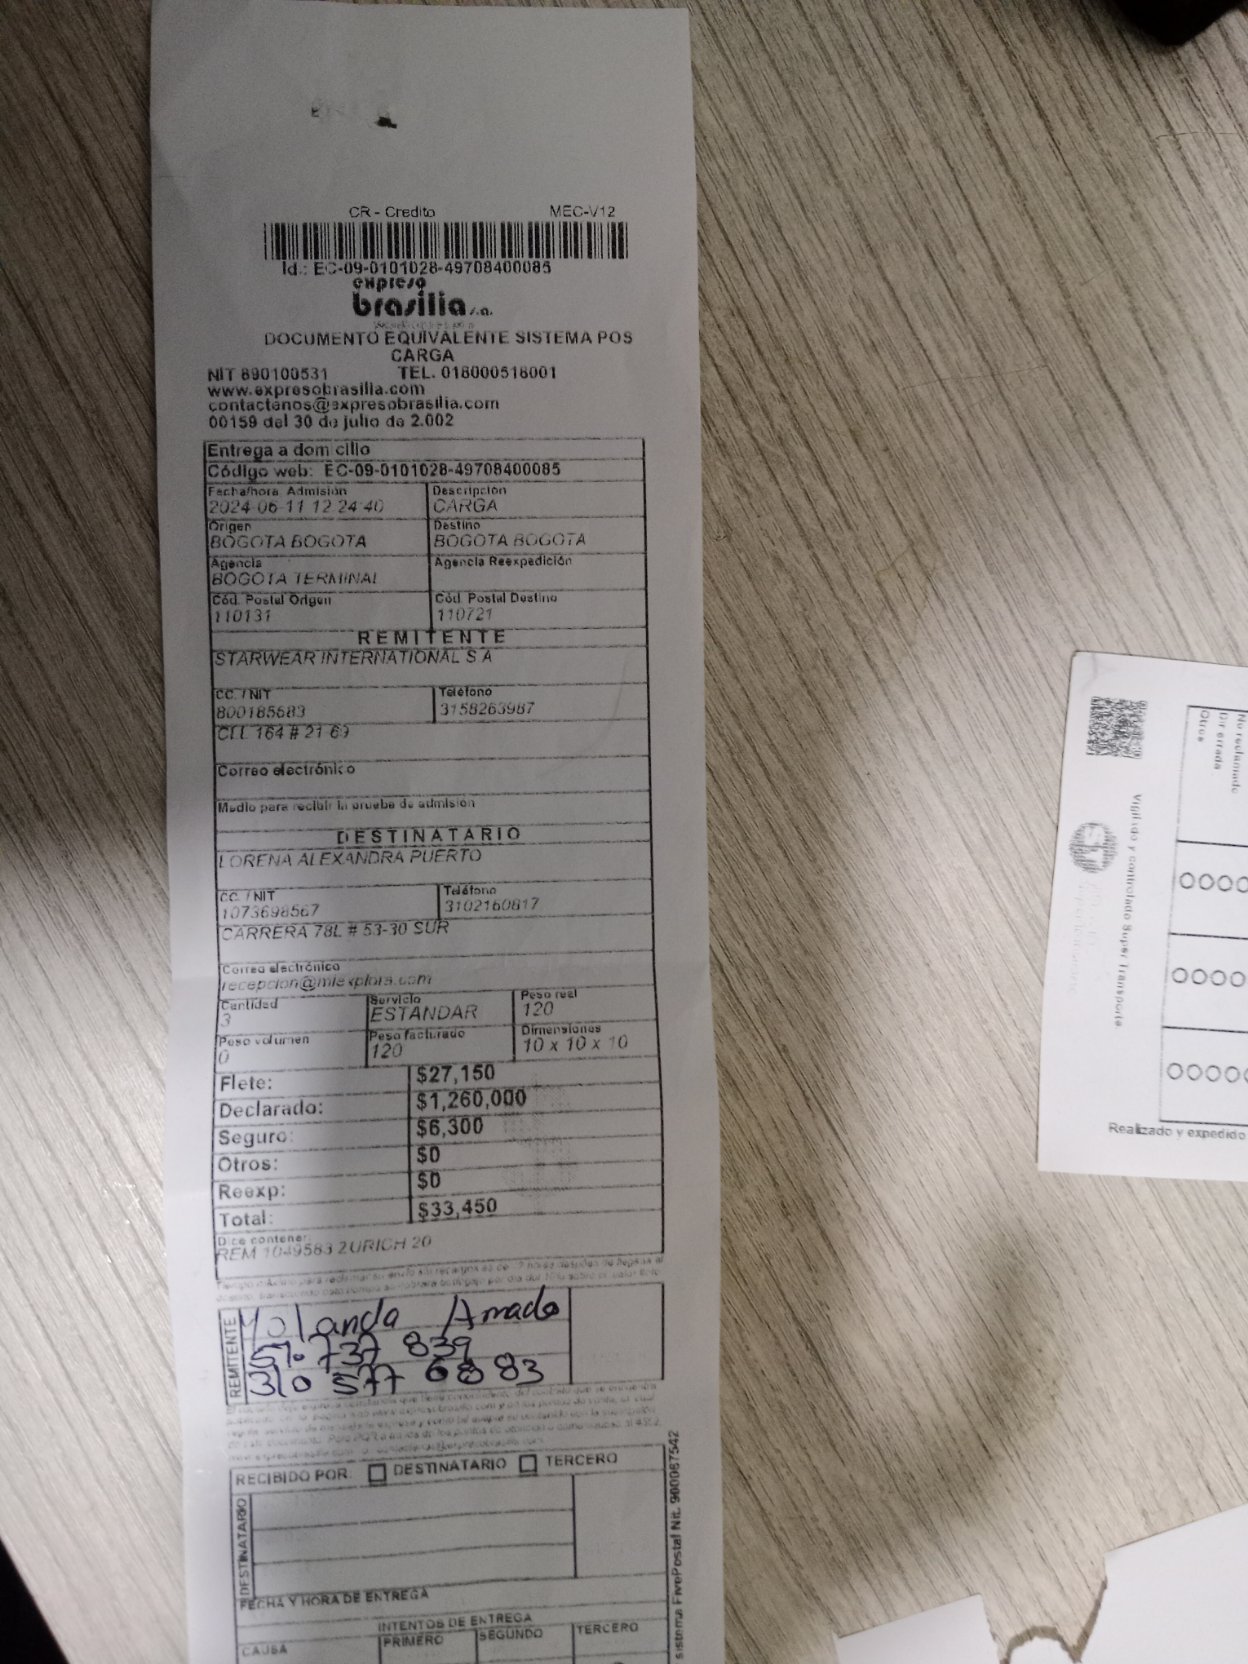 CR - Credito MEC-V12
Id.: EC-09-0101028-49708400085
expreso
brasilia s.a.
DOCUMENTO EQUIVALENTE SISTEMA POS
CARGA
NIT 890100531 TEL. 018000518001
www.expresobrasilia.com
contactenos@expresobrasilia.com
00159 del 30 de julio de 2.002
Entrega a domicilio
Código web: EC-09-0101028-49708400085
Fecha/hora Admisión Descripción
2024-06-11 12:24:40 CARGA
Origen Destino
BOGOTA BOGOTA BOGOTA BOGOTA
Agencia Agencia Reexpedición
BOGOTA TERMINAL
Cód. Postal Origen Cód. Postal Destino
110131 110721
REMITENTE
STARWEAR INTERNATIONAL S A
CC. / NIT Teléfono
800185683 3158263987
CLL 164 # 21 69
Correo electrónico
Medio para recibir la prueba de admisión
DESTINATARIO
LORENA ALEXANDRA PUERTO
CC. / NIT Teléfono
1073698567 3102160817
CARRERA 78L # 53-30 SUR
Correo electrónico
Cantidad Servicio Peso real
3 ESTANDAR 120
Peso volumen Peso facturado Dimensiones
0 120 10 x 10 x 10
Flete: $27,150
Declarado: $1,260,000
Seguro: $6,300
Otros: $0
Reexp: $0
Total: $33,450
Dice contener
REM 1049583 ZURICH 20
REMITENTE
Yolanda Amado
51.737 839
310 577 6883
RECIBIDO POR: DESTINATARIO TERCERO
DESTINATARIO
FECHA Y HORA DE ENTREGA
INTENTOS DE ENTREGA
CAUSA PRIMERO SEGUNDO TERCERO
sistema FivePostal Nit. 900067542
No reclamado
Dir errada
Otros
Vigilado y controlado Super Transporte
Realizado y expedido